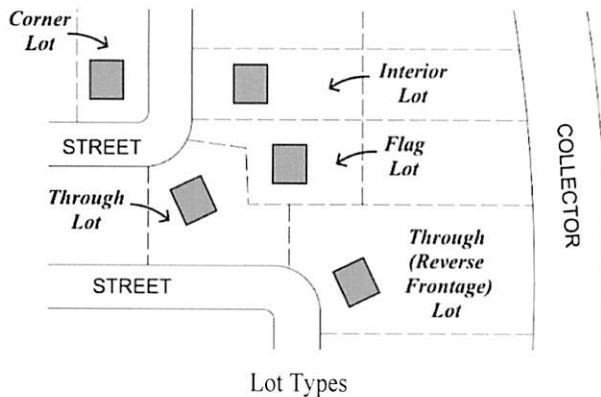 Corner
Lot
Interior
Lot
STREET
Flag
Lot
COLLECTOR
Through
Lot
STREET
Through
(Reverse
Frontage)
Lot
Lot Types